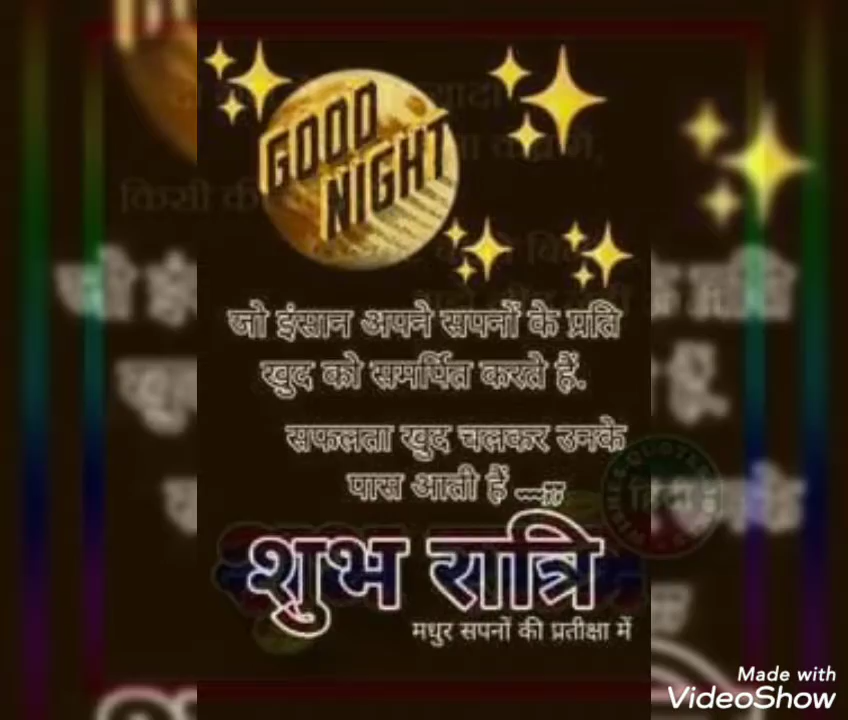 GOOD
NIGHT
जो इंसान अपने सपनों के प्रति
खुद को समर्पित करते हैं.
सफलता खुद चलकर उनके
पास आती हैं ....
शुभ रात्रि
मधुर सपनों की प्रतीक्षा में
Made with
VideoShow